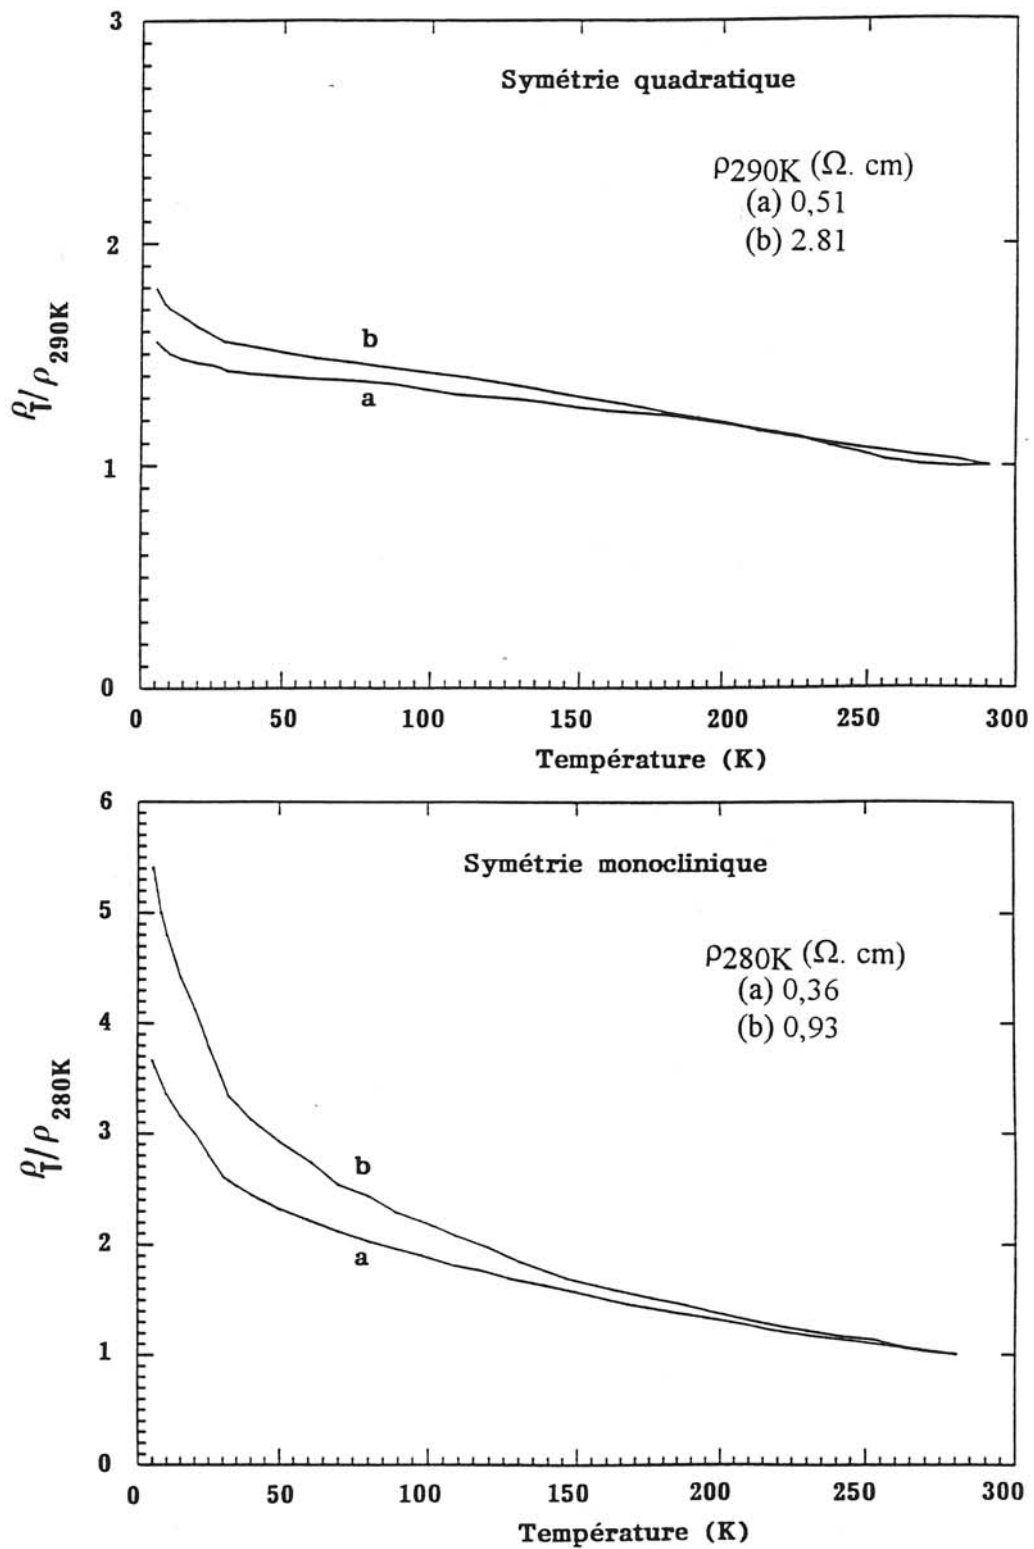 3
Symétrie quadratique
ρ290K (Ω. cm)
(a) 0,51
(b) 2.81
2
b
ρT/ρ 290K
a
1
0
0 50 100 150 200 250 300
Température (K)
6
Symétrie monoclinique
5
ρ280K (Ω. cm)
(a) 0,36
(b) 0,93
4
ρT/ρ 280K
3
b
2
a
1
0
0 50 100 150 200 250 300
Température (K)